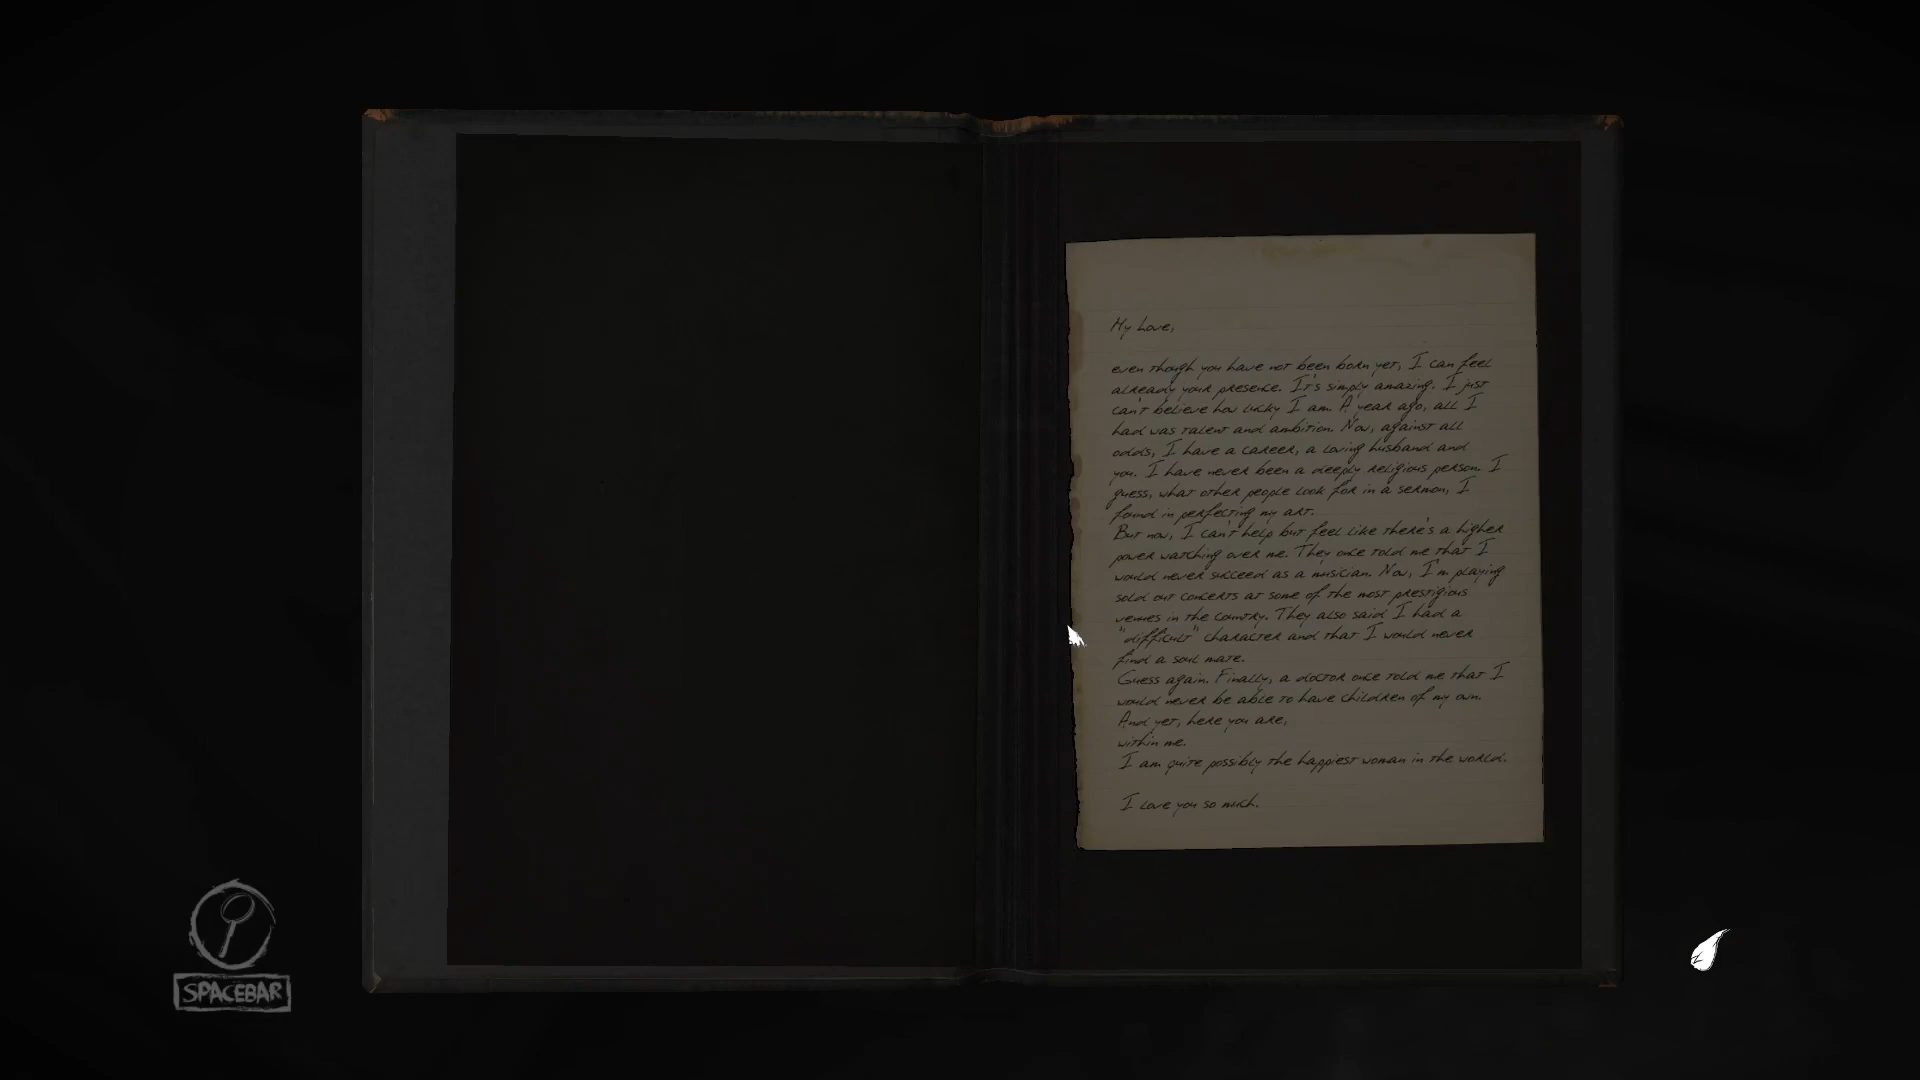 My Love,
even though you have not been born yet, I can feel
already your presence. It's simply amazing. I just
can't believe how lucky I am. A year ago, all I
had was talent and ambition. Now, against all
odds, I have a career, a loving husband and
you. I have never been a deeply religious person. I
guess, what other people look for in a sermon, I
found in perfecting my art.
But now, I can't help but feel like there's a higher
power watching over me. They once told me that I
would never succeed as a musician. Now, I'm playing
sold out concerts at some of the most prestigious
venues in the country. They also said I had a
"difficult" character and that I would never
find a soul mate.
Guess again. Finally, a doctor once told me that I
would never be able to have children of my own.
And yet, here you are,
within me.
I am quite possibly the happiest woman in the world.
I love you so much.
SPACEBAR